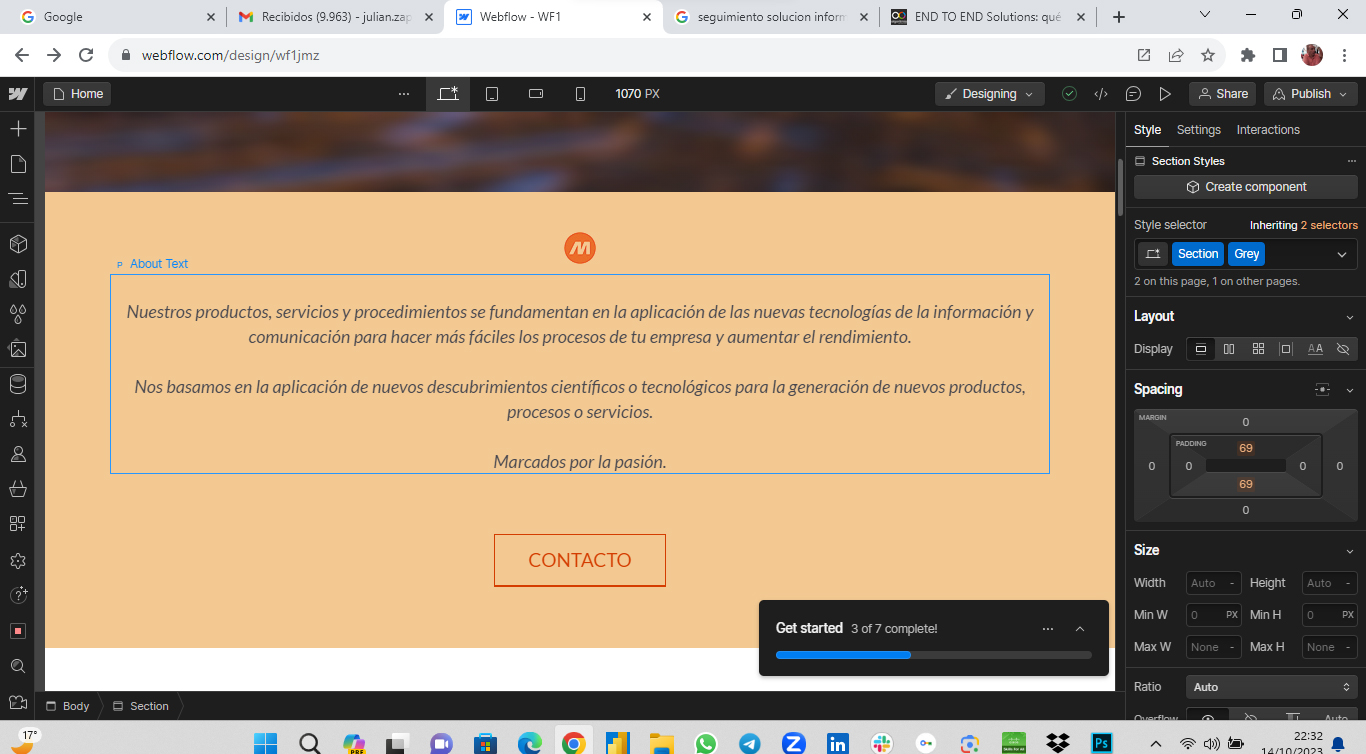 Google
Recibidos (9.963) - julian.zap
Webflow - WF1
seguimiento solucion inform
END TO END Solutions: qué
webflow.com/design/wf1jmz
Home
1070 PX
Designing
Share
Publish
Style Settings Interactions
Section Styles
Create component
Style selector
Inheriting 2 selectors
Section Grey
2 on this page, 1 on other pages.
Layout
Display
AA
Spacing
MARGIN
0
PADDING
69
0 0 0 0
69
0
Size
Width Auto - Height Auto -
Min W 0 PX Min H 0 PX
Max W None - Max H None -
Ratio Auto
Overflow Auto
M
P About Text
Nuestros productos, servicios y procedimientos se fundamentan en la aplicación de las nuevas tecnologías de la información y
comunicación para hacer más fáciles los procesos de tu empresa y aumentar el rendimiento.
Nos basamos en la aplicación de nuevos descubrimientos científicos o tecnológicos para la generación de nuevos productos,
procesos o servicios.
Marcados por la pasión.
CONTACTO
Get started 3 of 7 complete!
Body Section
17°
PRE
Ps
22:32
14/10/2023